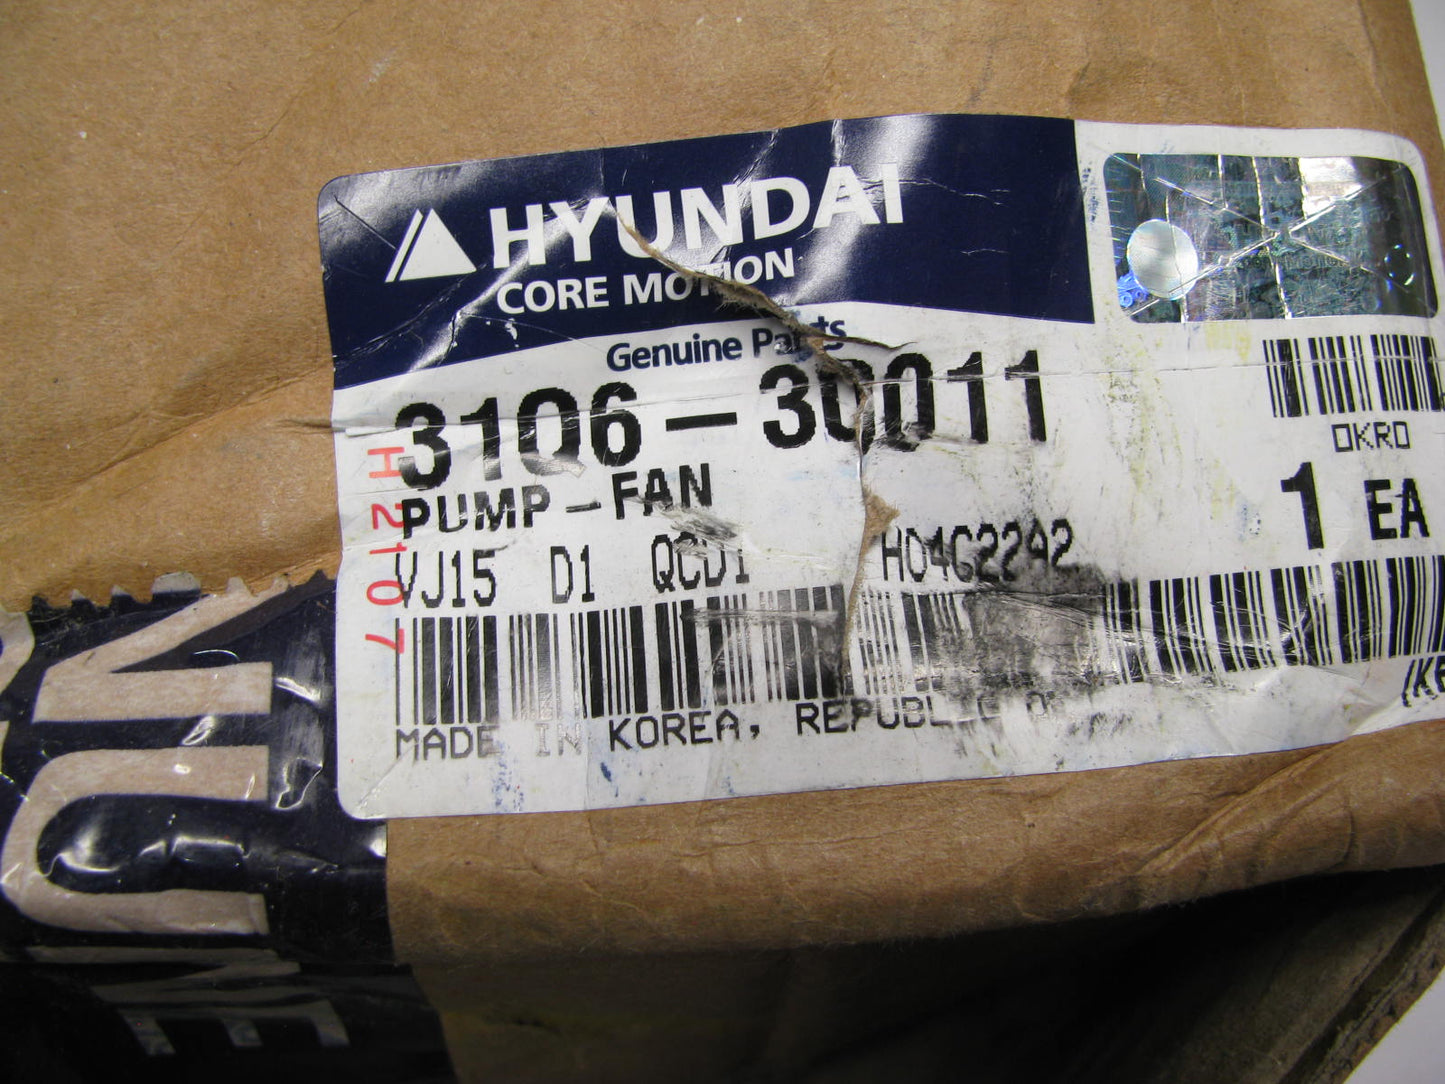 HYUNDAI
CORE MOTION
Genuine Parts
3106-30011
PUMP-FAN
H2107
VJ15 D1 QCD1
OKRO
1 EA
MADE IN KOREA, REPUBLIC